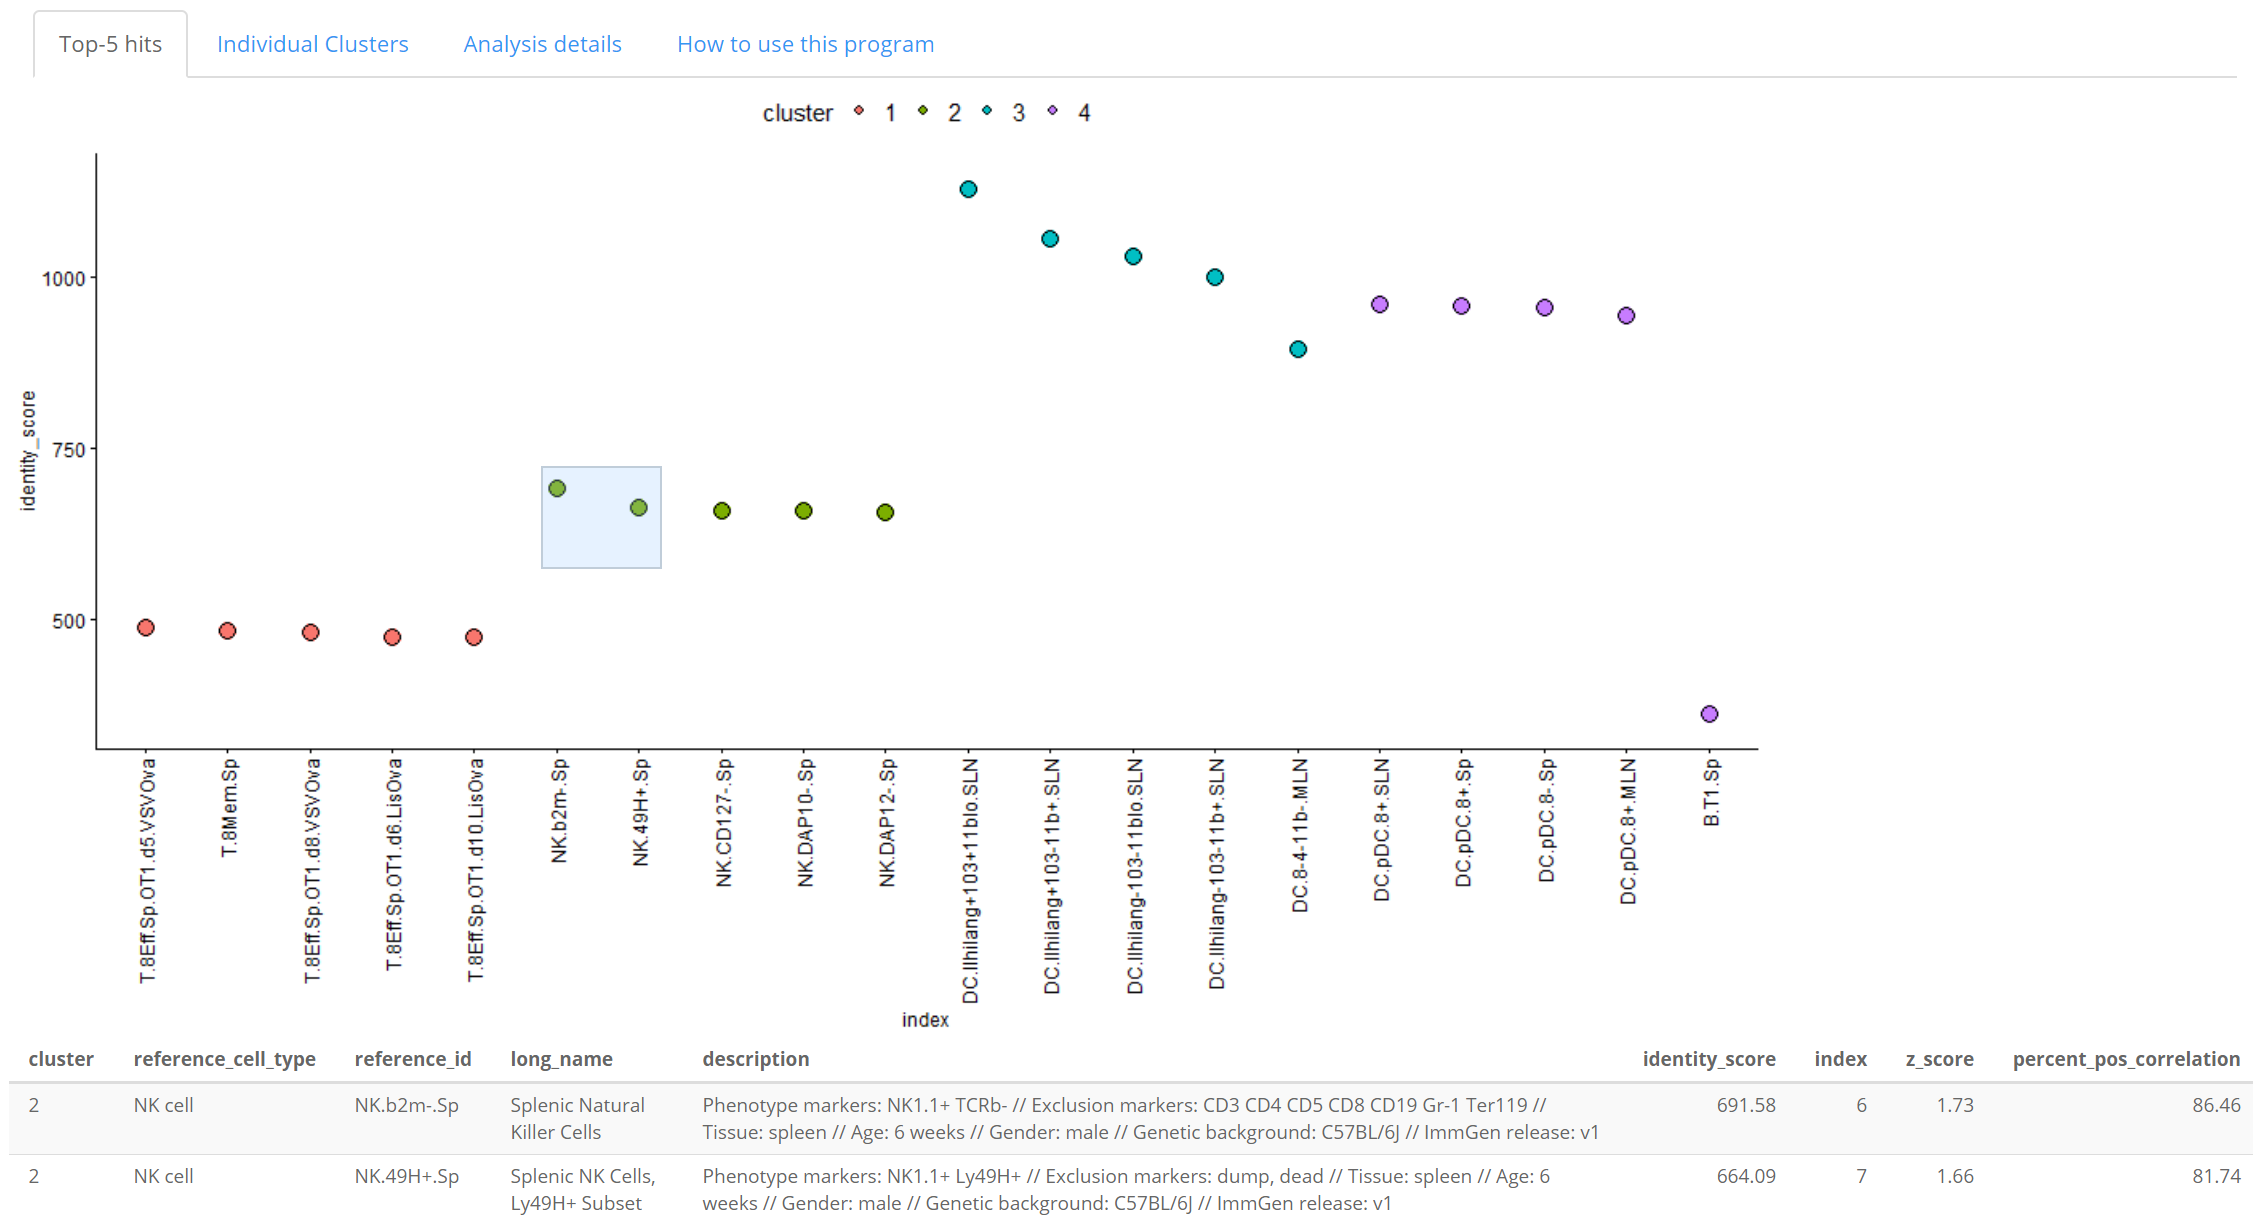 Top-5 hits Individual Clusters Analysis details How to use this program
cluster 1 2 3 4
identity_score
1000
750
500
T.8Eff.Sp.OT1.d5.VSVOva
T.8Mem.Sp
T.8Eff.Sp.OT1.d8.VSVOva
T.8Eff.Sp.OT1.d6.LisOva
T.8Eff.Sp.OT1.d10.LisOva
NK.b2m-.Sp
NK.49H+.Sp
NK.CD127-.Sp
NK.DAP10-.Sp
NK.DAP12-.Sp
DC.IIhilang+103+11blo.SLN
DC.IIhilang+103-11b+.SLN
DC.IIhilang-103-11blo.SLN
DC.IIhilang-103-11b+.SLN
DC.8-4-11b-.MLN
DC.pDC.8+.SLN
DC.pDC.8+.Sp
DC.pDC.8-.Sp
DC.pDC.8+.MLN
B.T1.Sp
index
cluster reference_cell_type reference_id long_name description identity_score index z_score percent_pos_correlation
2 NK cell NK.b2m-.Sp Splenic Natural Phenotype markers: NK1.1+ TCRb- // Exclusion markers: CD3 CD4 CD5 CD8 CD19 Gr-1 Ter119 // 691.58 6 1.73 86.46
Killer Cells Tissue: spleen // Age: 6 weeks // Gender: male // Genetic background: C57BL/6J // ImmGen release: v1
2 NK cell NK.49H+.Sp Splenic NK Cells, Phenotype markers: NK1.1+ Ly49H+ // Exclusion markers: dump, dead // Tissue: spleen // Age: 6 664.09 7 1.66 81.74
Ly49H+ Subset weeks // Gender: male // Genetic background: C57BL/6J // ImmGen release: v1